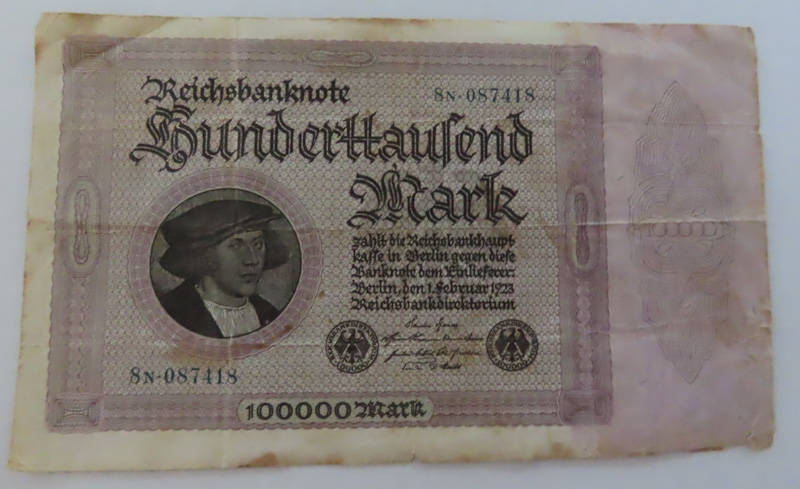 Reichsbanknote
8N·087418
Hunderttausend
Mark
zahlt die Reichsbankhaupt
kasse in Berlin gegen diese
Banknote dem Einlieferer:
Berlin, den 1. Februar 1923
Reichsbankdirektorium
8N·087418
100000 Mark